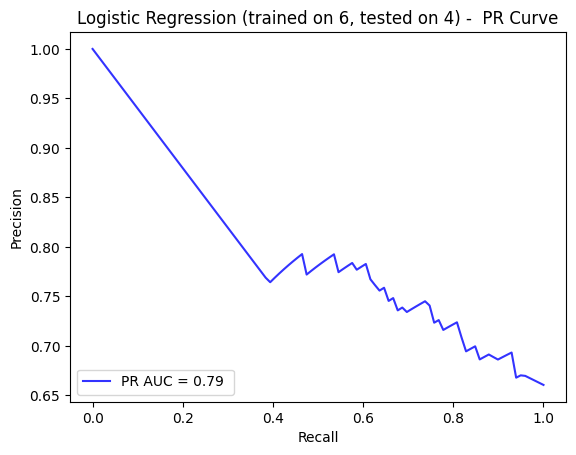 Logistic Regression (trained on 6, tested on 4) -  PR Curve
1.00
0.95
0.90
0.85
0.80
0.75
0.70
0.65
Precision
PR AUC = 0.79
0.0 0.2 0.4 0.6 0.8 1.0
Recall